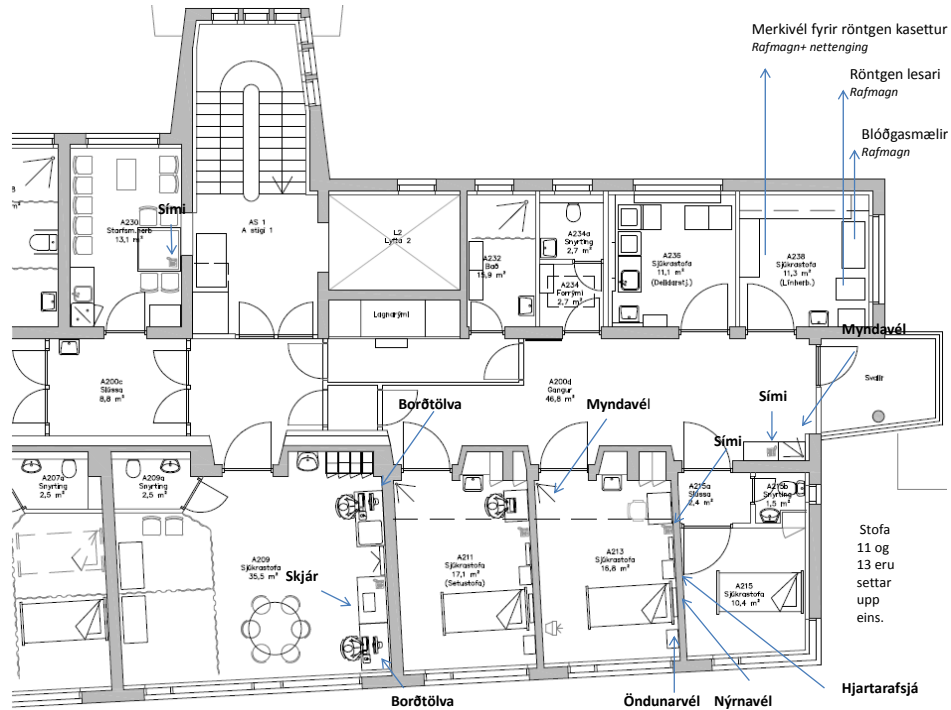 Merkivél fyrir röntgen kasettur
Rafmagn+ nettenging
Röntgen lesari
Rafmagn
Blóðgasmælir
Rafmagn
Sími
A230
Starfsm.herb
13,1 m²
AS 1
A stigi 1
L2
Lyfta 2
A232
Bað
15,9 m²
A234a
Snyrting
2,7 m²
A234
Forrými
2,7 m²
A236
Sjúkrastofa
11,1 m²
A238
Sjúkrastofa
11,3 m²
(Línherb.)
Lagnarými
Myndavél
A200c
Slússa
8,8 m²
A200d
Gangur
46,8 m²
Svalir
Borðtölva
Myndavél
Sími
Sími
A207a
Snyrting
2,5 m²
A209a
Snyrting
2,5 m²
A215a
Slússa
2,4 m²
A215b
Snyrting
1,5 m²
A209
Sjúkrastofa
35,5 m²
Skjár
A211
Sjúkrastofa
17,1 m²
(Setustofa)
A213
Sjúkrastofa
16,8 m²
A215
Sjúkrastofa
10,4 m²
Stofa
11 og
13 eru
settar
upp
eins.
Borðtölva
Öndunarvél
Nýrnavél
Hjartarafsjá